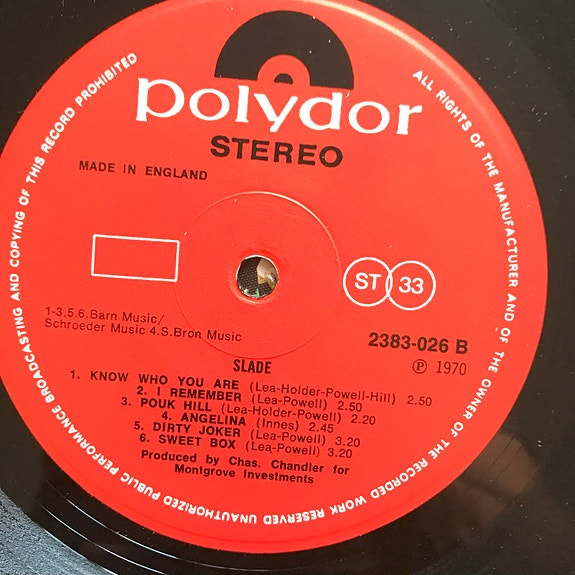 polydor
STEREO
MADE IN ENGLAND
ST 33
1-3,5.6.Barn Music/
Schroeder Music 4,S.Bron Music
2383-026 B
Ⓟ 1970
SLADE
1. KNOW WHO YOU ARE (Lea-Holder-Powell-Hill) 2.50
2. I REMEMBER (Lea-Powell) 2.50
3. POUK HILL (Lea-Holder-Powell) 2.20
4. ANGELINA (Innes) 2.45
5. DIRTY JOKER (Lea-Powell) 3.20
6. SWEET BOX (Lea-Powell) 3.20
Produced by Chas. Chandler for
Montgrove Investments
ALL RIGHTS OF THE MANUFACTURER AND OF THE OWNER OF THE RECORDED WORK RESERVED UNAUTHORIZED PUBLIC PERFORMANCE BROADCASTING AND COPYING OF THIS RECORD PROHIBITED